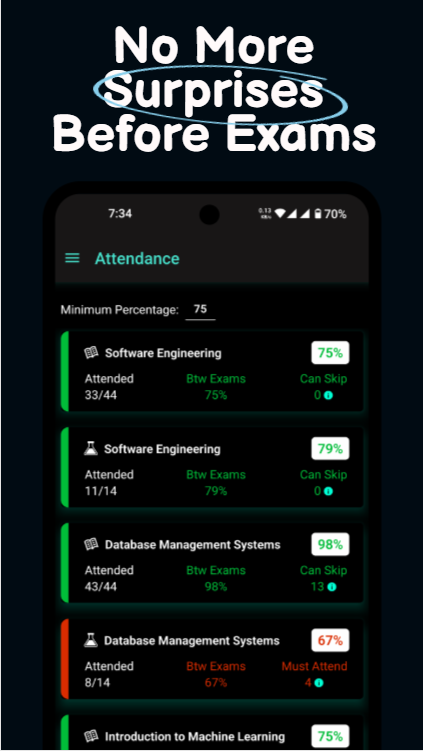 No More
Surprises
Before Exams
7:34
0.13
KB/s
70%
Attendance
Minimum Percentage: 75
Software Engineering 75%
Attended Btw Exams Can Skip
33/44 75% 0
Software Engineering 79%
Attended Btw Exams Can Skip
11/14 79% 0
Database Management Systems 98%
Attended Btw Exams Can Skip
43/44 98% 13
Database Management Systems 67%
Attended Btw Exams Must Attend
8/14 67% 4
Introduction to Machine Learning 75%